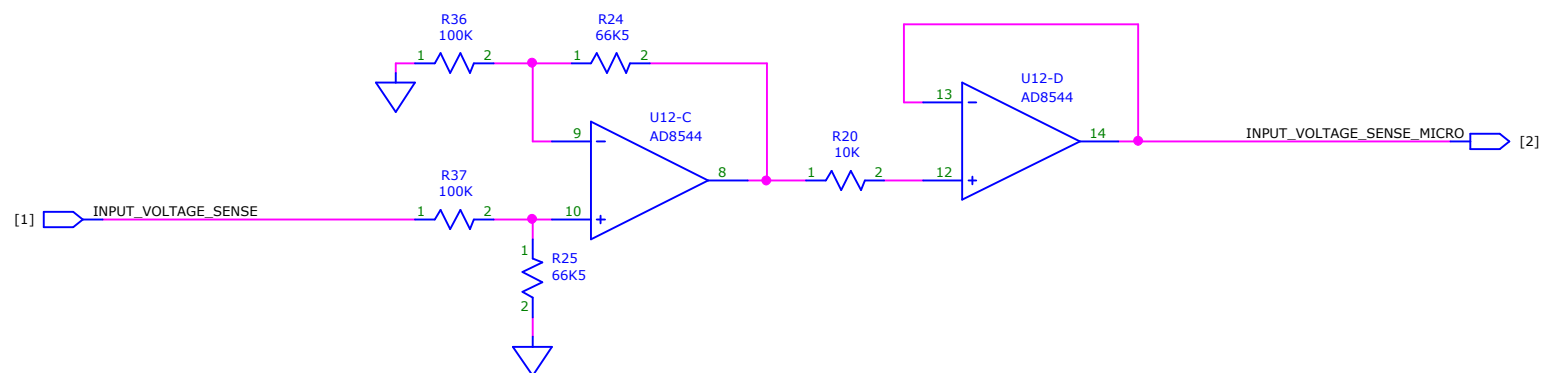 R36
100K
1
2
R24
66K5
1
2
U12-C
AD8544
9
8
10
R37
100K
1
2
[1]
INPUT_VOLTAGE_SENSE
1
R25
66K5
2
R20
10K
1
2
U12-D
AD8544
13
14
12
INPUT_VOLTAGE_SENSE_MICRO
[2]